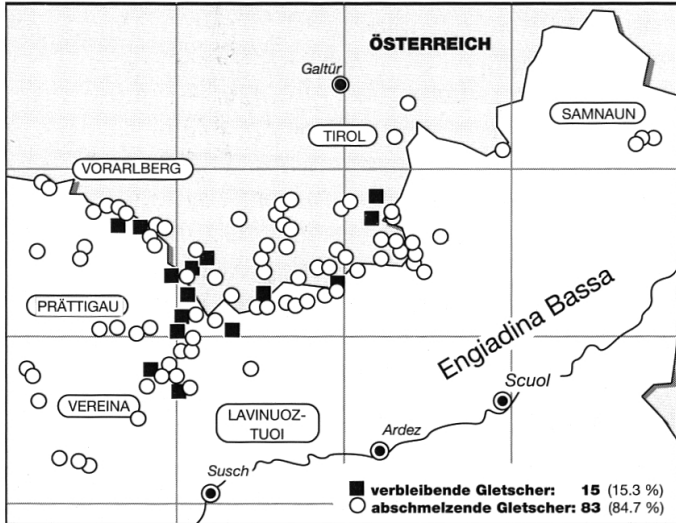 ÖSTERREICH
Galtür
SAMNAUN
TIROL
VORARLBERG
PRÄTTIGAU
Engiadina Bassa
Scuol
VEREINA
LAVINUOZ-
TUOI
Ardez
Susch
verbleibende Gletscher: 15 (15.3 %)
abschmelzende Gletscher: 83 (84.7 %)